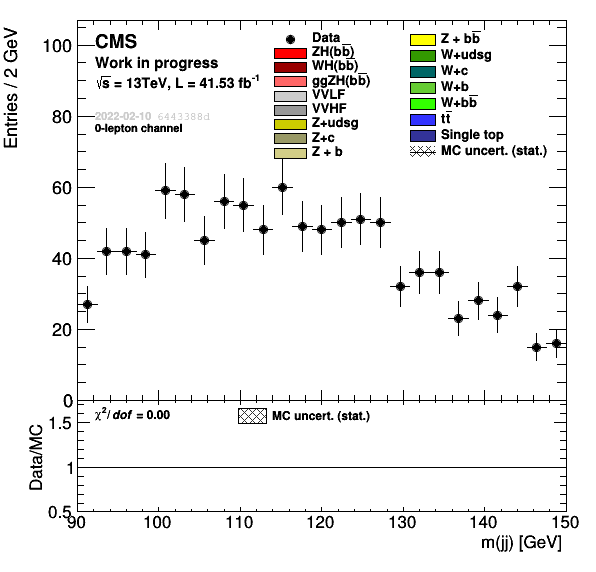 Entries / 2 GeV
100
80
60
40
20
0
CMS
Work in progress
√s = 13TeV, L = 41.53 fb⁻¹
2022-02-10 6443388d
0-lepton channel
Data
ZH(bb̅)
WH(bb̅)
ggZH(bb̅)
VVLF
VVHF
Z+udsg
Z+c
Z + b
Z + bb̅
W+udsg
W+c
W+b
W+bb̅
tt̅
Single top
MC uncert. (stat.)
Data/MC
1.5
1
0.5
χ²/dof = 0.00
MC uncert. (stat.)
90 100 110 120 130 140 150
m(jj) [GeV]